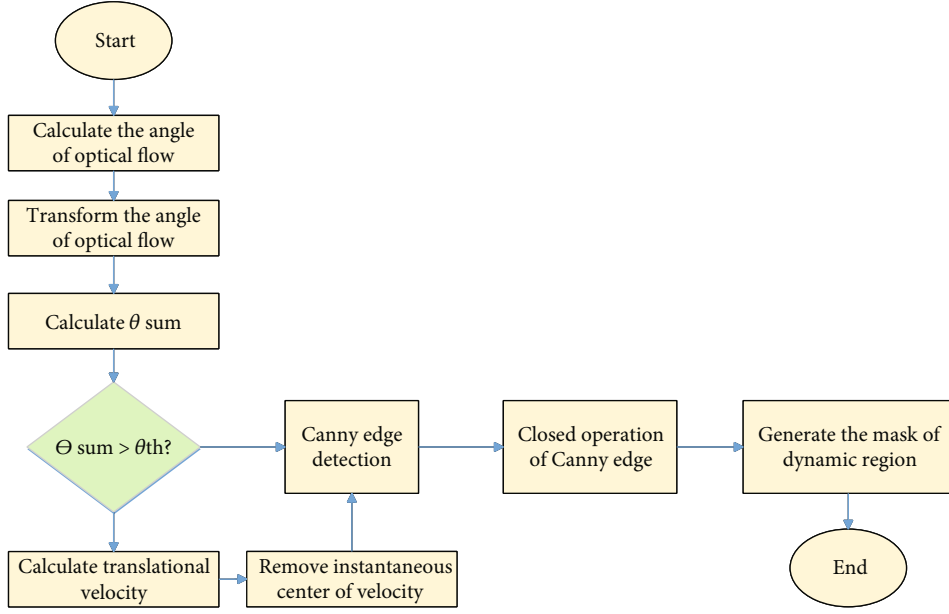 Start
Calculate the angle
of optical flow
Transform the angle
of optical flow
Calculate θ sum
Ө sum > θth?
Canny edge
detection
Closed operation
of Canny edge
Generate the mask of
dynamic region
Calculate translational
velocity
Remove instantaneous
center of velocity
End